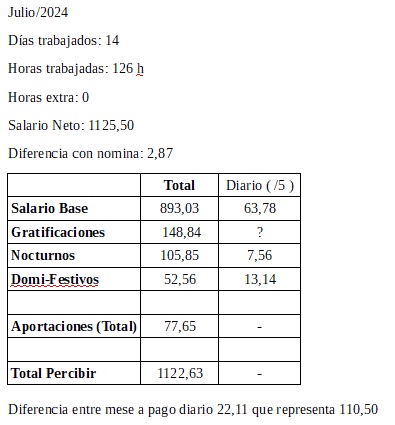 Julio/2024
Días trabajados: 14
Horas trabajadas: 126 h
Horas extra: 0
Salario Neto: 1125,50
Diferencia con nomina: 2,87
Total Diario ( /5 )
Salario Base 893,03 63,78
Gratificaciones 148,84 ?
Nocturnos 105,85 7,56
Domi-Festivos 52,56 13,14
Aportaciones (Total) 77,65 -
Total Percibir 1122,63 -
Diferencia entre mese a pago diario 22,11 que representa 110,50